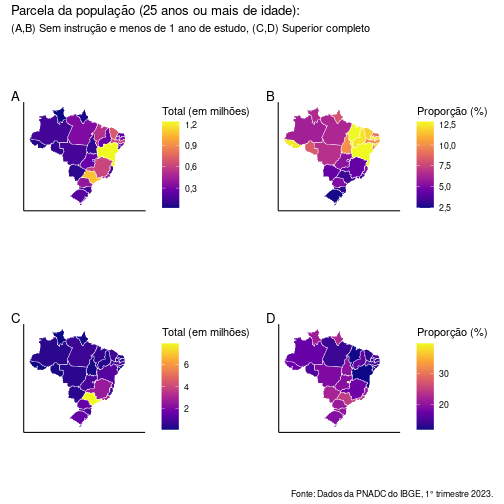 Parcela da população (25 anos ou mais de idade):
(A,B) Sem instrução e menos de 1 ano de estudo, (C,D) Superior completo
A
Total (em milhões)
1,2
0,9
0,6
0,3
B
Proporção (%)
12,5
10,0
7,5
5,0
2,5
C
Total (em milhões)
6
4
2
D
Proporção (%)
30
20
Fonte: Dados da PNADC do IBGE, 1° trimestre 2023.